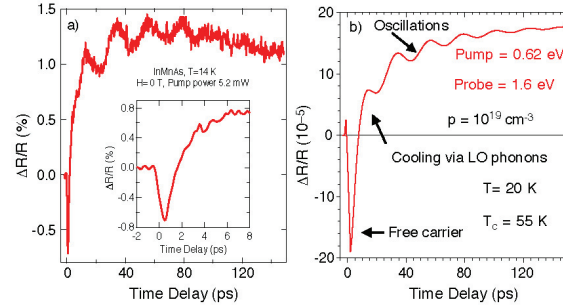 a)
1.5
1.0
0.5
0.0
-0.5
ΔR/R (%)
InMnAs, T=14 K
H= 0 T, Pump power 5.2 mW
0.8
0.4
0.0
-0.4
-0.8
ΔR/R (%)
-2 0 2 4 6 8
Time Delay (ps)
0 40 80 120
Time Delay (ps)
b)
20
10
0
-10
-20
ΔR/R (10⁻⁵)
Oscillations
Pump = 0.62 eV
Probe = 1.6 eV
p = 10¹⁹ cm⁻³
Cooling via LO phonons
T= 20 K
T_C = 55 K
Free carrier
0 40 80 120
Time Delay (ps)